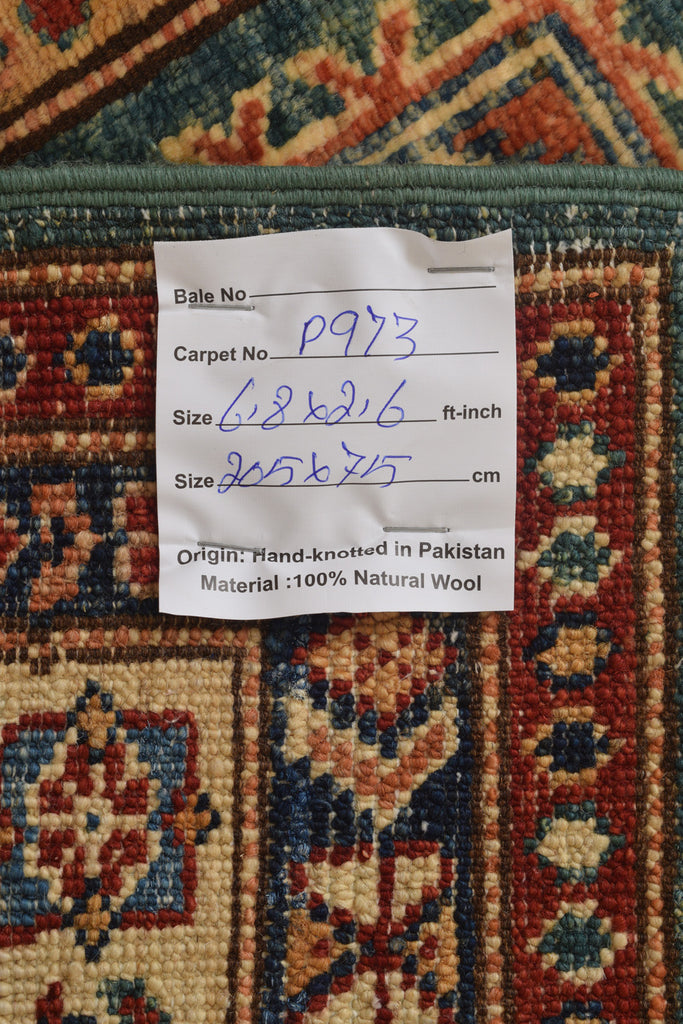 Bale No
Carpet No P973
Size 6,8x2,6 ft-inch
Size 205x75 cm
Origin: Hand-knotted in Pakistan
Material :100% Natural Wool